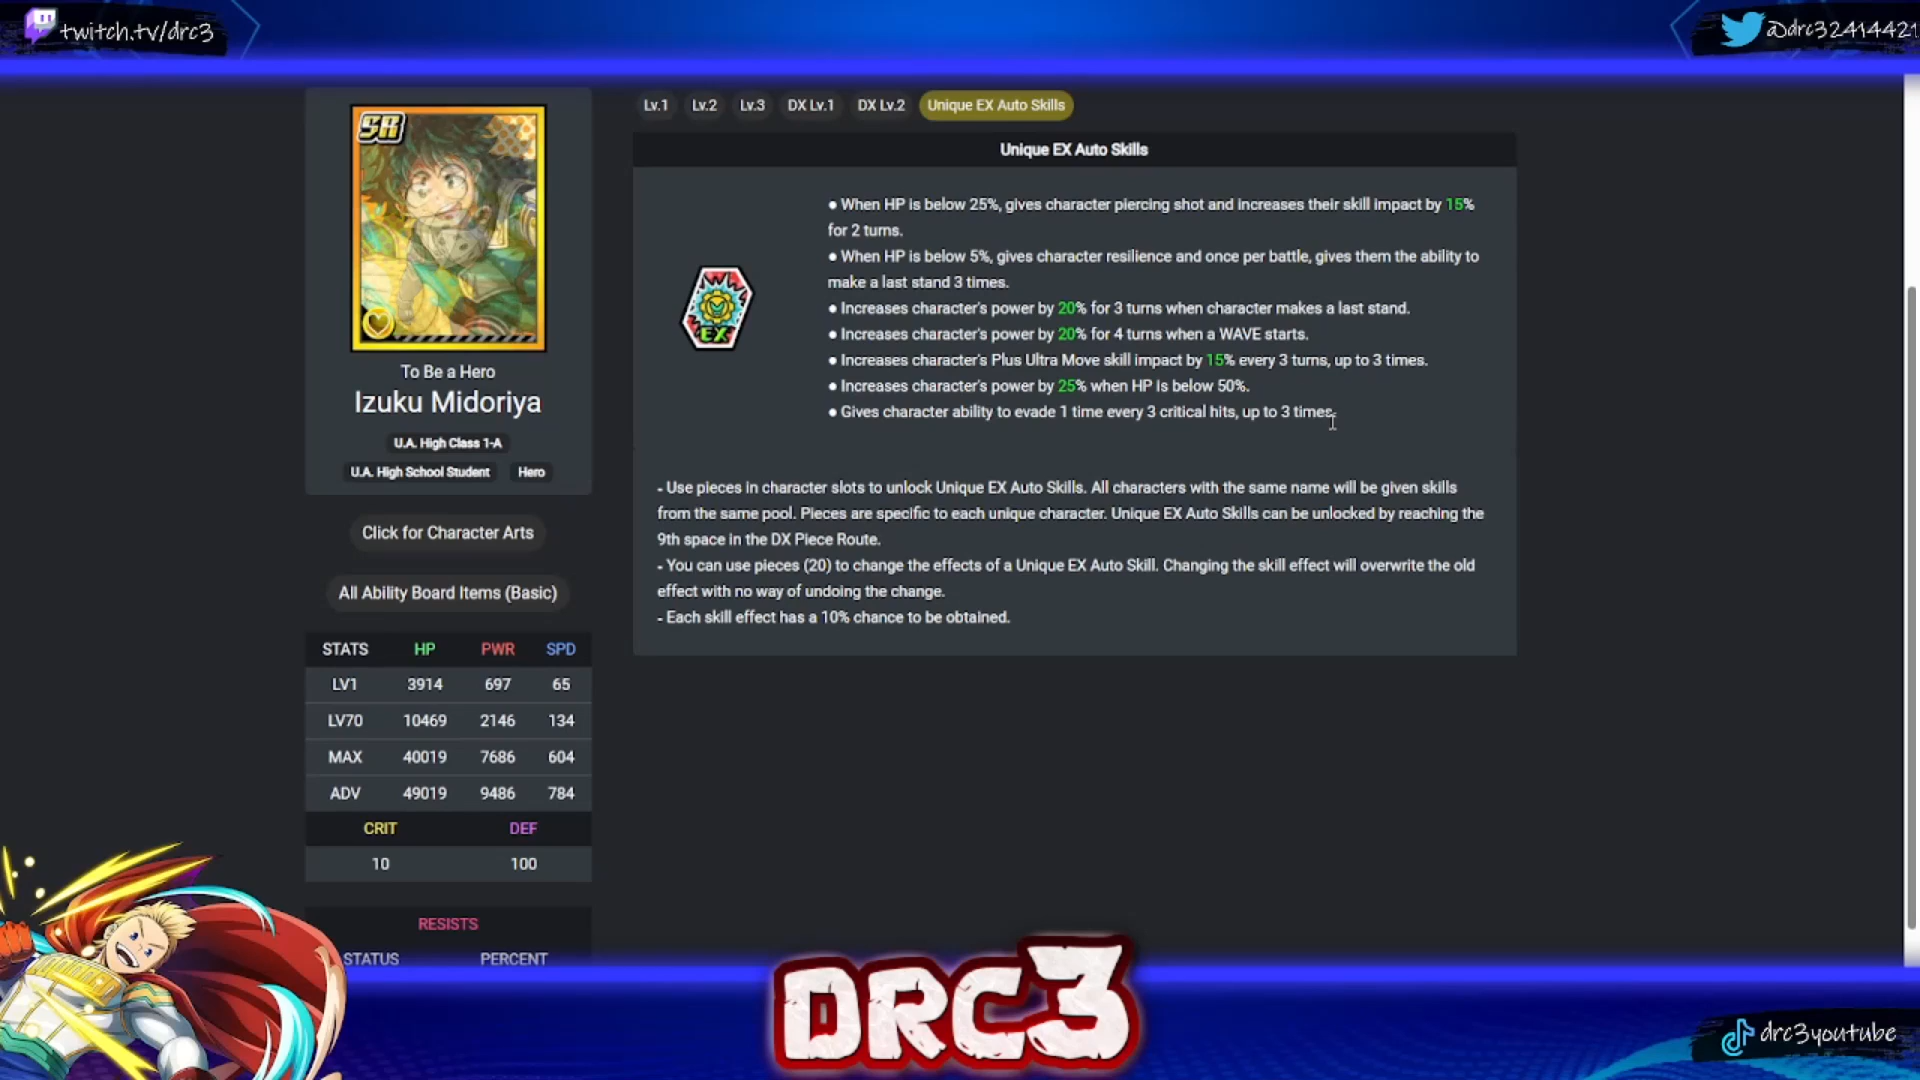 twitch.tv/drc3
@drc32414421
SR
To Be a Hero
Izuku Midoriya
U.A. High Class 1-A
U.A. High School Student Hero
Click for Character Arts
All Ability Board Items (Basic)
STATS HP PWR SPD
LV1 3914 697 65
LV70 10469 2146 134
MAX 40019 7686 604
ADV 49019 9486 784
CRIT DEF
10 100
RESISTS
STATUS PERCENT
Lv.1 Lv.2 Lv.3 DX Lv.1 DX Lv.2 Unique EX Auto Skills
Unique EX Auto Skills
EX
● When HP is below 25%, gives character piercing shot and increases their skill impact by 15%
for 2 turns.
● When HP is below 5%, gives character resilience and once per battle, gives them the ability to
make a last stand 3 times.
● Increases character's power by 20% for 3 turns when character makes a last stand.
● Increases character's power by 20% for 4 turns when a WAVE starts.
● Increases character's Plus Ultra Move skill impact by 15% every 3 turns, up to 3 times.
● Increases character's power by 25% when HP is below 50%.
● Gives character ability to evade 1 time every 3 critical hits, up to 3 times.
- Use pieces in character slots to unlock Unique EX Auto Skills. All characters with the same name will be given skills
from the same pool. Pieces are specific to each unique character. Unique EX Auto Skills can be unlocked by reaching the
9th space in the DX Piece Route.
- You can use pieces (20) to change the effects of a Unique EX Auto Skill. Changing the skill effect will overwrite the old
effect with no way of undoing the change.
- Each skill effect has a 10% chance to be obtained.
DRC3
drc3youtube